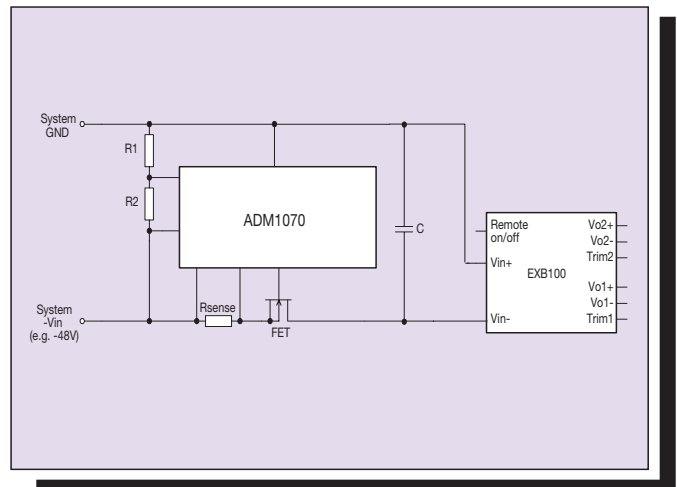 System
GND
R1
R2
ADM1070
C
Remote
on/off
Vin+
Vin-
EXB100
Vo2+
Vo2-
Trim2
Vo1+
Vo1-
Trim1
System
-Vin
(e.g. -48V)
Rsense
FET